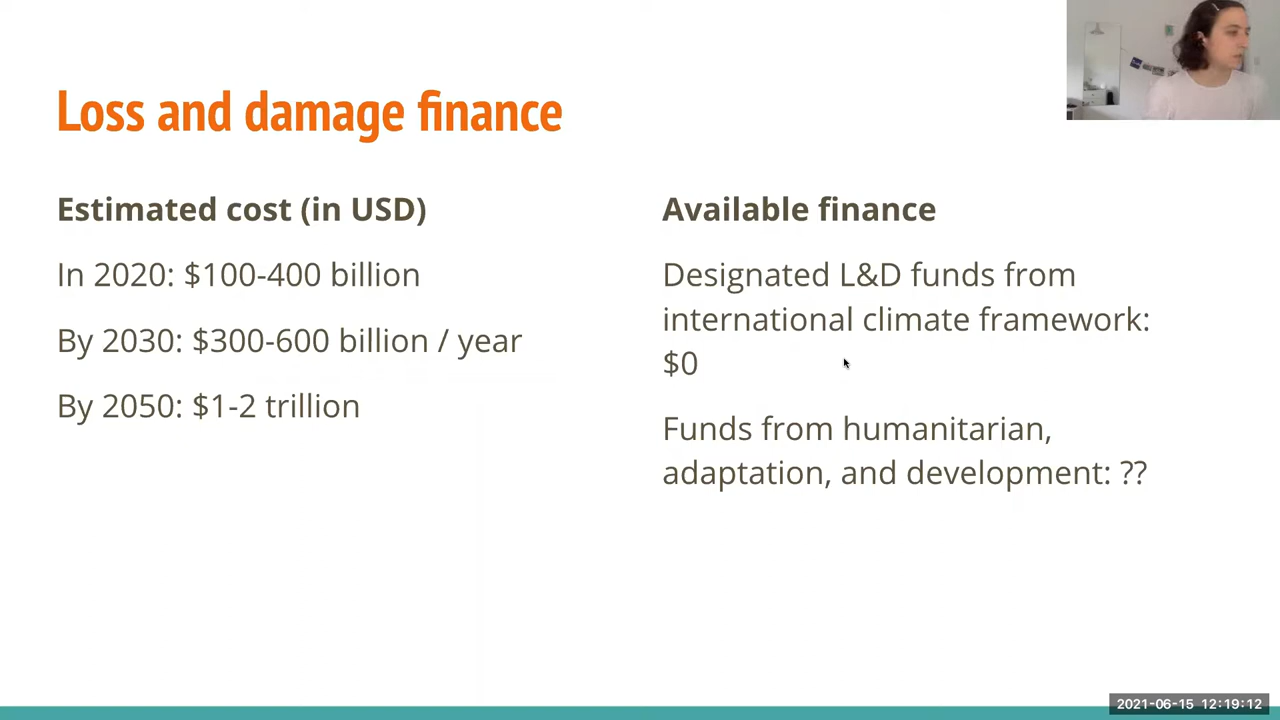 Loss and damage finance
Estimated cost (in USD)
In 2020: $100-400 billion
By 2030: $300-600 billion / year
By 2050: $1-2 trillion
Available finance
Designated L&D funds from
international climate framework:
$0
Funds from humanitarian,
adaptation, and development: ??
2021-06-15 12:19:12